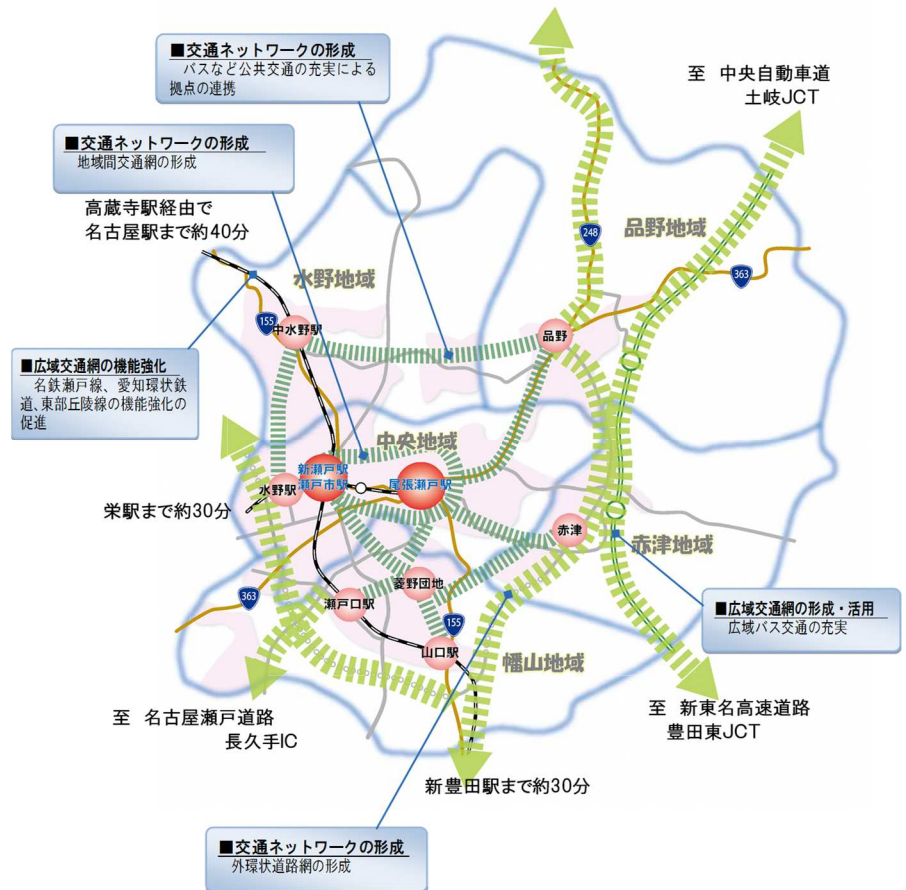 ■交通ネットワークの形成
バスなど公共交通の充実による
拠点の連携
至 中央自動車道
土岐JCT
■交通ネットワークの形成
地域間交通網の形成
高蔵寺駅経由で
名古屋駅まで約40分
248
品野地域
363
水野地域
155
中水野駅
品野
■広域交通網の機能強化
名鉄瀬戸線、愛知環状鉄
道、東部丘陵線の機能強化の
促進
中央地域
新瀬戸駅
瀬戸市駅
尾張瀬戸駅
水野駅
栄駅まで約30分
赤津
赤津地域
菱野団地
363
瀬戸口駅
155
■広域交通網の形成・活用
広域バス交通の充実
山口駅
幡山地域
至 名古屋瀬戸道路
長久手IC
至 新東名高速道路
豊田東JCT
新豊田駅まで約30分
■交通ネットワークの形成
外環状道路網の形成